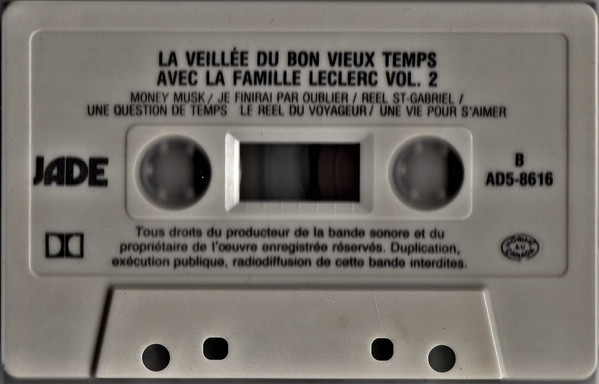 LA VEILLÉE DU BON VIEUX TEMPS
AVEC LA FAMILLE LECLERC VOL. 2
MONEY MUSK / JE FINIRAI PAR OUBLIER / REEL ST-GABRIEL /
UNE QUESTION DE TEMPS LE REEL DU VOYAGEUR / UNE VIE POUR S'AIMER
JADE
B
AD5-8616
Tous droits du producteur de la bande sonore et du
propriétaire de l'œuvre enregistrée réservés. Duplication,
exécution publique, radiodiffusion de cette bande interdites.
AU